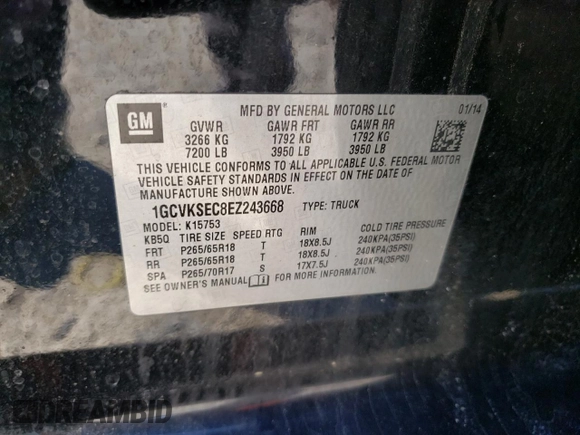 GM
MFD BY GENERAL MOTORS LLC 01/14
GVWR GAWR FRT GAWR RR
3266 KG 1792 KG 1792 KG
7200 LB 3950 LB 3950 LB
THIS VEHICLE CONFORMS TO ALL APPLICABLE U.S. FEDERAL MOTOR
VEHICLE SAFETY STANDARDS IN EFFECT ON THE DATE OF
MANUFACTURE SHOWN ABOVE.
1GCVKSEC8EZ243668 TYPE: TRUCK
MODEL: K15753
KB5Q TIRE SIZE SPEED RTG RIM COLD TIRE PRESSURE
FRT P265/65R18 T 18X8.5J 240KPA(35PSI)
RR P265/65R18 T 18X8.5J 240KPA(35PSI)
SPA P265/70R17 S 17X7.5J 240KPA(35PSI)
SEE OWNER'S MANUAL FOR MORE INFORMATION.
DREAMBID